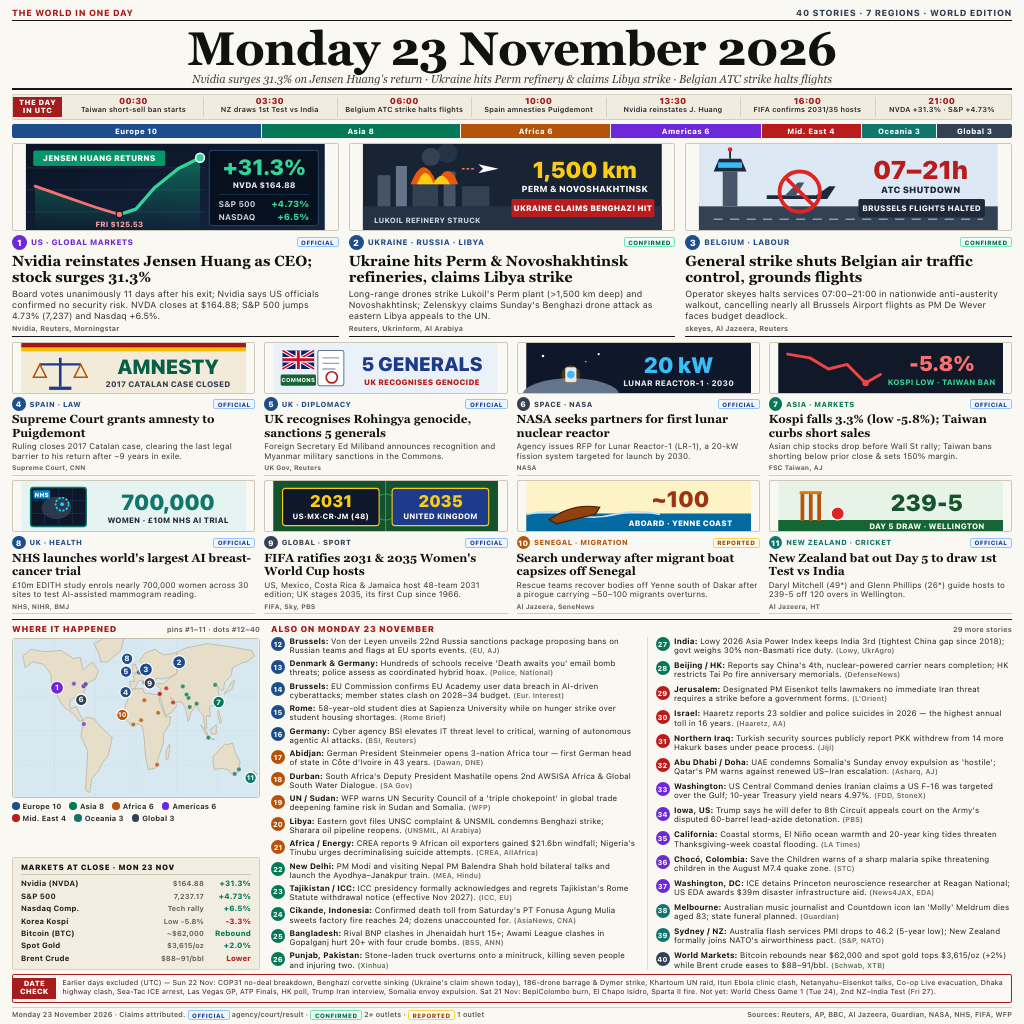 THE WORLD IN ONE DAY
40 STORIES · 7 REGIONS · WORLD EDITION
Monday 23 November 2026
Nvidia surges 31.3% on Jensen Huang's return · Ukraine hits Perm refinery & claims Libya strike · Belgian ATC strike halts flights
THE DAY
IN UTC
00:30
Taiwan short-sell ban starts
03:30
NZ draws 1st Test vs India
06:00
Belgium ATC strike halts flights
10:00
Spain amnesties Puigdemont
13:30
Nvidia reinstates J. Huang
16:00
FIFA confirms 2031/35 hosts
21:00
NVDA +31.3% · S&P +4.73%
Europe 10
Asia 8
Africa 6
Americas 6
Mid. East 4
Oceania 3
Global 3
JENSEN HUANG RETURNS
FRI $125.53
+31.3%
NVDA $164.88
S&P 500 +4.73%
NASDAQ +6.5%
1 US · GLOBAL MARKETS
OFFICIAL
Nvidia reinstates Jensen Huang as CEO;
stock surges 31.3%
Board votes unanimously 11 days after his exit; Nvidia says US officials
confirmed no security risk. NVDA closes at $164.88; S&P 500 jumps
4.73% (7,237) and Nasdaq +6.5%.
Nvidia, Reuters, Morningstar
1,500 km
PERM & NOVOSHAKHTINSK
UKRAINE CLAIMS BENGHAZI HIT
LUKOIL REFINERY STRUCK
2 UKRAINE · RUSSIA · LIBYA
CONFIRMED
Ukraine hits Perm & Novoshakhtinsk
refineries, claims Libya strike
Long-range drones strike Lukoil's Perm plant (>1,500 km deep) and
Novoshakhtinsk; Zelenskyy claims Sunday's Benghazi drone attack as
eastern Libya appeals to the UN.
Reuters, Ukrinform, Al Arabiya
07–21h
ATC SHUTDOWN
BRUSSELS FLIGHTS HALTED
3 BELGIUM · LABOUR
CONFIRMED
General strike shuts Belgian air traffic
control, grounds flights
Operator skeyes halts services 07:00–21:00 in nationwide anti-austerity
walkout, cancelling nearly all Brussels Airport flights as PM De Wever
faces budget deadlock.
skeyes, Al Jazeera, Reuters
AMNESTY
2017 CATALAN CASE CLOSED
4 SPAIN · LAW
OFFICIAL
Supreme Court grants amnesty to
Puigdemont
Ruling closes 2017 Catalan case, clearing the last legal
barrier to his return after ~9 years in exile.
Supreme Court, CNN
COMMONS
5 GENERALS
UK RECOGNISES GENOCIDE
5 UK · DIPLOMACY
OFFICIAL
UK recognises Rohingya genocide,
sanctions 5 generals
Foreign Secretary Ed Miliband announces recognition and
Myanmar military sanctions in the Commons.
UK Gov, Reuters
20 kW
LUNAR REACTOR-1 · 2030
6 SPACE · NASA
OFFICIAL
NASA seeks partners for first lunar
nuclear reactor
Agency issues RFP for Lunar Reactor-1 (LR-1), a 20-kW
fission system targeted for launch by 2030.
NASA
-5.8%
KOSPI LOW · TAIWAN BAN
7 ASIA · MARKETS
OFFICIAL
Kospi falls 3.3% (low -5.8%); Taiwan
curbs short sales
Asian chip stocks drop before Wall St rally; Taiwan bans
shorting below prior close & sets 150% margin.
FSC Taiwan, AJ
NHS
700,000
WOMEN · £10M NHS AI TRIAL
8 UK · HEALTH
OFFICIAL
NHS launches world's largest AI breast-
cancer trial
£10m EDITH study enrols nearly 700,000 women across 30
sites to test AI-assisted mammogram reading.
NHS, NIHR, BMJ
2031
US·MX·CR·JM (48)
2035
UNITED KINGDOM
9 GLOBAL · SPORT
OFFICIAL
FIFA ratifies 2031 & 2035 Women's
World Cup hosts
US, Mexico, Costa Rica & Jamaica host 48-team 2031
edition; UK stages 2035, its first Cup since 1966.
FIFA, Sky, PBS
~100
ABOARD · YENNE COAST
10 SENEGAL · MIGRATION
REPORTED
Search underway after migrant boat
capsizes off Senegal
Rescue teams recover bodies off Yenne south of Dakar after
a pirogue carrying ~50–100 migrants overturns.
Al Jazeera, SeneNews
239-5
DAY 5 DRAW · WELLINGTON
11 NEW ZEALAND · CRICKET
OFFICIAL
New Zealand bat out Day 5 to draw 1st
Test vs India
Daryl Mitchell (49*) and Glenn Phillips (26*) guide hosts to
239-5 off 120 overs in Wellington.
Al Jazeera, HT
WHERE IT HAPPENED
pins #1–11 · dots #12–40
1
2
3
4
5
6
7
8
9
10
11
Europe 10 Asia 8 Africa 6 Americas 6
Mid. East 4 Oceania 3 Global 3
MARKETS AT CLOSE · MON 23 NOV
Nvidia (NVDA) $164.88 +31.3%
S&P 500 7,237.17 +4.73%
Nasdaq Comp. Tech rally +6.5%
Korea Kospi Low -5.8% -3.3%
Bitcoin (BTC) ~$62,000 Rebound
Spot Gold $3,615/oz +2.0%
Brent Crude $88–91/bbl Lower
ALSO ON MONDAY 23 NOVEMBER
29 more stories
12 Brussels: Von der Leyen unveils 22nd Russia sanctions package proposing bans on
Russian teams and flags at EU sports events. (EU, AJ)
13 Denmark & Germany: Hundreds of schools receive 'Death awaits you' email bomb
threats; police assess as coordinated hybrid hoax. (Police, National)
14 Brussels: EU Commission confirms EU Academy user data breach in AI-driven
cyberattacks; member states clash on 2028–34 budget. (Eur. Interest)
15 Rome: 58-year-old student dies at Sapienza University while on hunger strike over
student housing shortages. (Rome Brief)
16 Germany: Cyber agency BSI elevates IT threat level to critical, warning of autonomous
agentic AI attacks. (BSI, Reuters)
17 Abidjan: German President Steinmeier opens 3-nation Africa tour — first German head
of state in Côte d'Ivoire in 43 years. (Dawan, DNE)
18 Durban: South Africa's Deputy President Mashatile opens 2nd AWSISA Africa & Global
South Water Dialogue. (SA Gov)
19 UN / Sudan: WFP warns UN Security Council of a 'triple chokepoint' in global trade
deepening famine risk in Sudan and Somalia. (WFP)
20 Libya: Eastern govt files UNSC complaint & UNSMIL condemns Benghazi strike;
Sharara oil pipeline reopens. (UNSMIL, Al Arabiya)
21 Africa / Energy: CREA reports 9 African oil exporters gained $21.6bn windfall; Nigeria's
Tinubu urges decriminalising suicide attempts. (CREA, AllAfrica)
22 New Delhi: PM Modi and visiting Nepal PM Balendra Shah hold bilateral talks and
launch the Ayodhya–Janakpur train. (MEA, Hindu)
23 Tajikistan / ICC: ICC presidency formally acknowledges and regrets Tajikistan's Rome
Statute withdrawal notice (effective Nov 2027). (ICC, EU)
24 Cikande, Indonesia: Confirmed death toll from Saturday's PT Fonusa Agung Mulia
sweets factory fire reaches 24; dozens unaccounted for. (AsiaNews, CNA)
25 Bangladesh: Rival BNP clashes in Jhenaidah hurt 15+; Awami League clashes in
Gopalganj hurt 20+ with four crude bombs. (BSS, ANN)
26 Punjab, Pakistan: Stone-laden truck overturns onto a minitruck, killing seven people
and injuring two. (Xinhua)
27 India: Lowy 2026 Asia Power Index keeps India 3rd (tightest China gap since 2018);
govt weighs 30% non-Basmati rice duty. (Lowy, UkrAgro)
28 Beijing / HK: Reports say China's 4th, nuclear-powered carrier nears completion; HK
restricts Tai Po fire anniversary memorials. (DefenseNews)
29 Jerusalem: Designated PM Eisenkot tells lawmakers no immediate Iran threat
requires a strike before a government forms. (L'Orient)
30 Israel: Haaretz reports 23 soldier and police suicides in 2026 — the highest annual
toll in 16 years. (Haaretz, AA)
31 Northern Iraq: Turkish security sources publicly report PKK withdrew from 14 more
Hakurk bases under peace process. (Jiji)
32 Abu Dhabi / Doha: UAE condemns Somalia's Sunday envoy expulsion as 'hostile';
Qatar's PM warns against renewed US–Iran escalation. (Asharq, AJ)
33 Washington: US Central Command denies Iranian claims a US F-16 was targeted
over the Gulf; 10-year Treasury yield nears 4.97%. (FDD, StoneX)
34 Iowa, US: Trump says he will defer to 8th Circuit appeals court on the Army's
disputed 60-barrel lead-azide detonation. (PBS)
35 California: Coastal storms, El Niño ocean warmth and 20-year king tides threaten
Thanksgiving-week coastal flooding. (LA Times)
36 Chocó, Colombia: Save the Children warns of a sharp malaria spike threatening
children in the August M7.4 quake zone. (STC)
37 Washington, DC: ICE detains Princeton neuroscience researcher at Reagan National;
US EDA awards $39m disaster infrastructure aid. (News4JAX, EDA)
38 Melbourne: Australian music journalist and Countdown icon Ian 'Molly' Meldrum dies
aged 83; state funeral planned. (Guardian)
39 Sydney / NZ: Australia flash services PMI drops to 46.2 (5-year low); New Zealand
formally joins NATO's airworthiness pact. (S&P, NATO)
40 World Markets: Bitcoin rebounds near $62,000 and spot gold tops $3,615/oz (+2%)
while Brent crude eases to $88–91/bbl. (Schwab, XTB)
DATE
CHECK
Earlier days excluded (UTC) — Sun 22 Nov: COP31 no-deal breakdown, Benghazi corvette sinking (Ukraine's claim shown today), 186-drone barrage & Dymer strike, Khartoum UN raid, Ituri Ebola clinic clash, Netanyahu–Eisenkot talks, Co-op Live evacuation, Dhaka
highway clash, Sea-Tac ICE arrest, Las Vegas GP, ATP Finals, HK poll, Trump Iran interview, Somalia envoy expulsion. Sat 21 Nov: BepiColombo burn, El Chapo Isidro, Sparta II fire. Not yet: World Chess Game 1 (Tue 24), 2nd NZ–India Test (Fri 27).
Monday 23 November 2026 · Claims attributed. OFFICIAL agency/court/result · CONFIRMED 2+ outlets · REPORTED 1 outlet
Sources: Reuters, AP, BBC, Al Jazeera, Guardian, NASA, NHS, FIFA, WFP